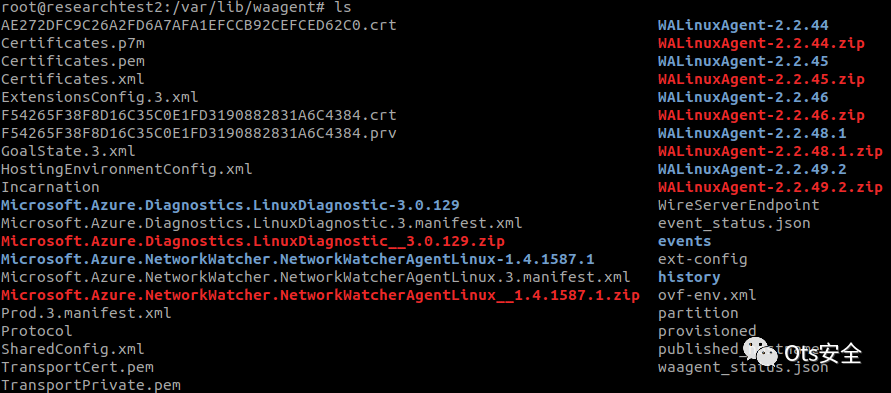 root@researchtest2:/var/lib/waagent# ls
AE272DFC9C26A2FD6A7AFA1EFCCB92CEFCED62C0.crt
Certificates.p7m
Certificates.pem
Certificates.xml
ExtensionsConfig.3.xml
F54265F38F8D16C35C0E1FD3190882831A6C4384.crt
F54265F38F8D16C35C0E1FD3190882831A6C4384.prv
GoalState.3.xml
HostingEnvironmentConfig.xml
Incarnation
Microsoft.Azure.Diagnostics.LinuxDiagnostic-3.0.129
Microsoft.Azure.Diagnostics.LinuxDiagnostic.3.manifest.xml
Microsoft.Azure.Diagnostics.LinuxDiagnostic__3.0.129.zip
Microsoft.Azure.NetworkWatcher.NetworkWatcherAgentLinux-1.4.1587.1
Microsoft.Azure.NetworkWatcher.NetworkWatcherAgentLinux.3.manifest.xml
Microsoft.Azure.NetworkWatcher.NetworkWatcherAgentLinux__1.4.1587.1.zip
Prod.3.manifest.xml
Protocol
SharedConfig.xml
TransportCert.pem
TransportPrivate.pem
WALinuxAgent-2.2.44
WALinuxAgent-2.2.44.zip
WALinuxAgent-2.2.45
WALinuxAgent-2.2.45.zip
WALinuxAgent-2.2.46
WALinuxAgent-2.2.46.zip
WALinuxAgent-2.2.48.1
WALinuxAgent-2.2.48.1.zip
WALinuxAgent-2.2.49.2
WALinuxAgent-2.2.49.2.zip
WireServerEndpoint
event_status.json
events
ext-config
history
ovf-env.xml
partition
provisioned
waagent_status.json
Ots安全